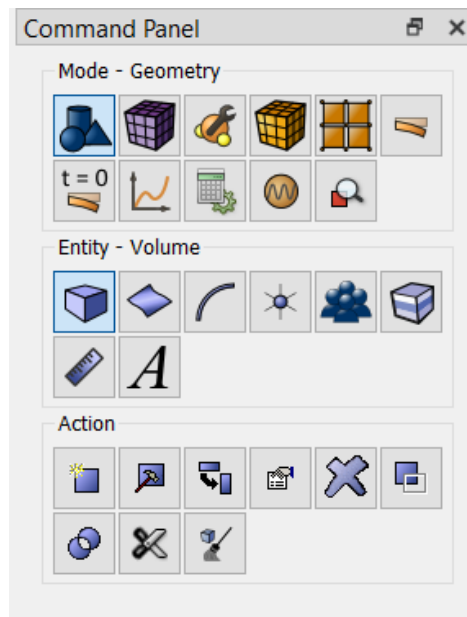 Command Panel
Mode - Geometry
t = 0
Entity - Volume
A
Action